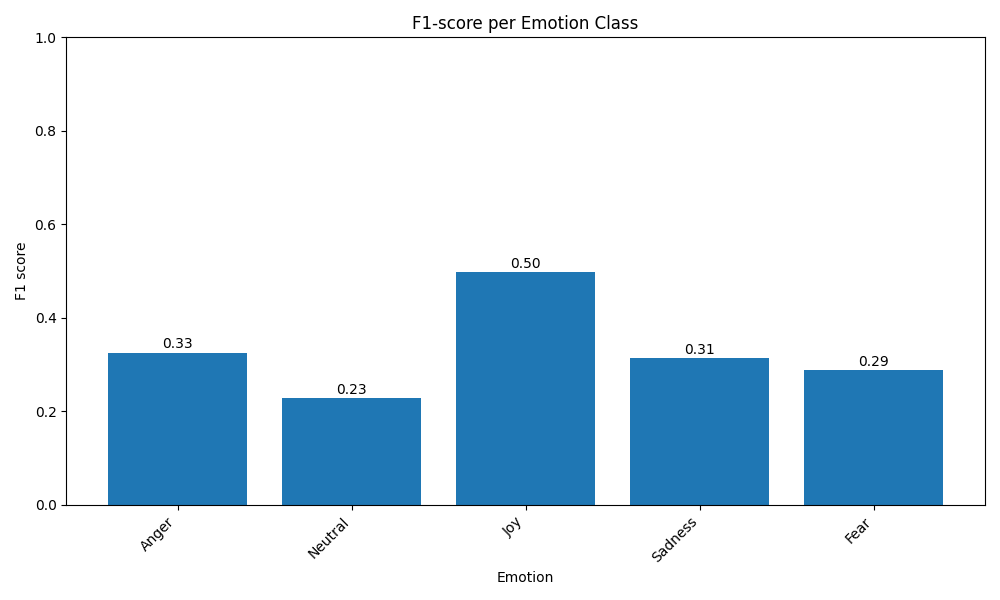 F1-score per Emotion Class
1.0
0.8
0.6
0.4
0.2
0.0
F1 score
0.33
0.23
0.50
0.31
0.29
Anger
Neutral
Joy
Sadness
Fear
Emotion